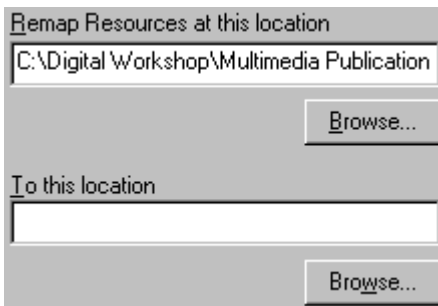 Remap Resources at this location
C:\Digital Workshop\Multimedia Publication
Browse...
To this location
Browse...